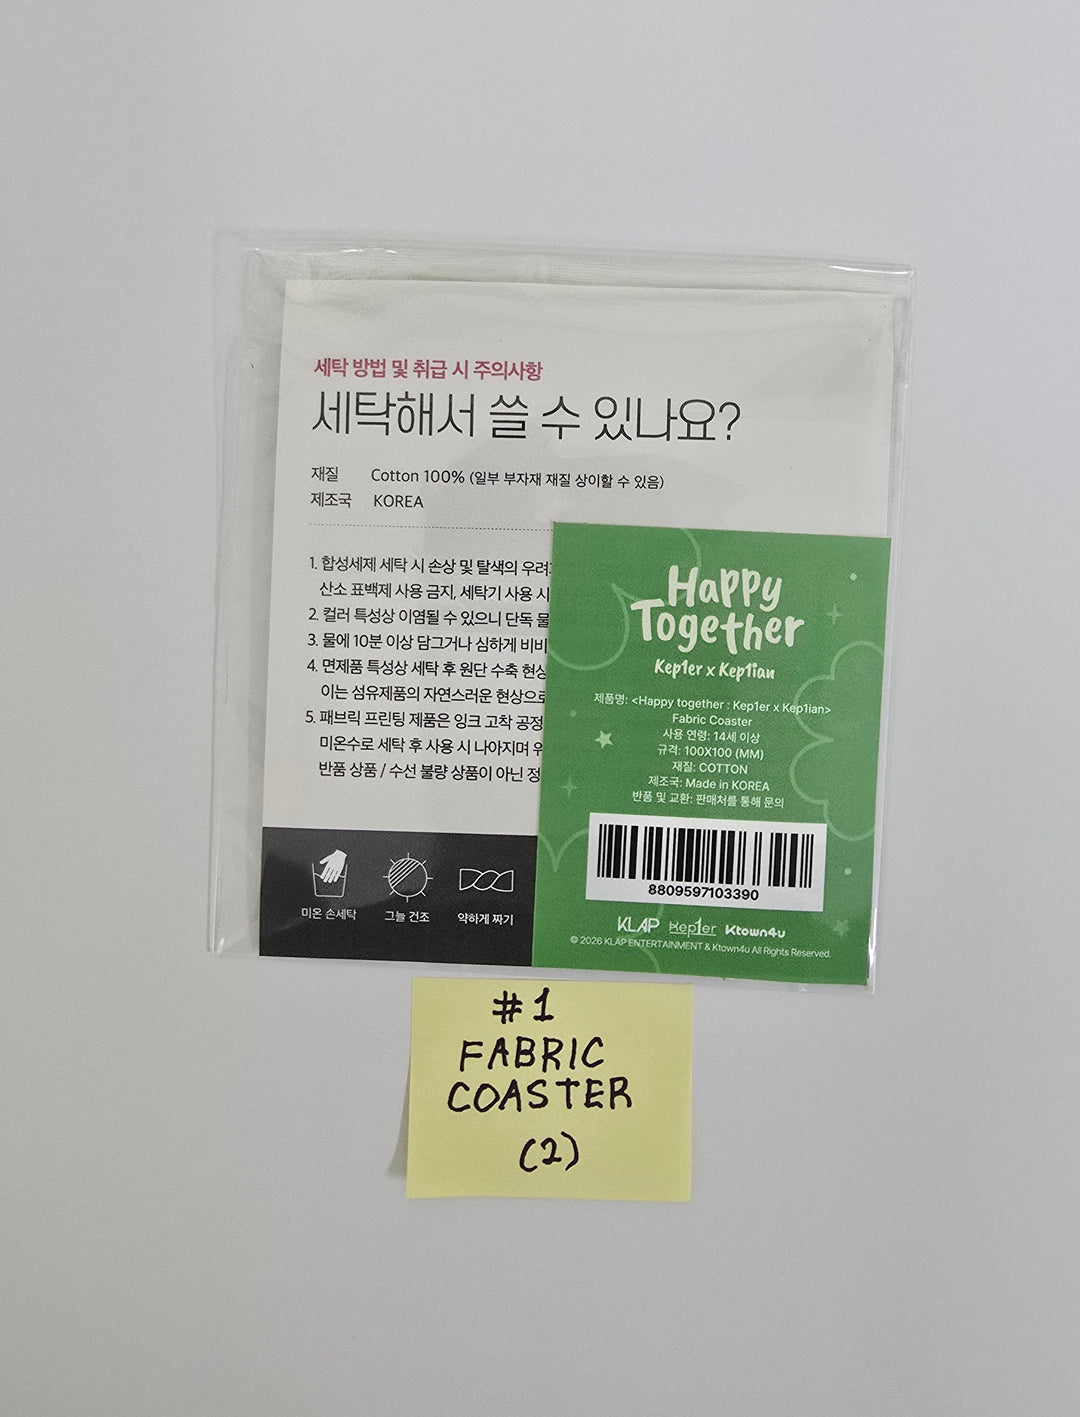 세탁 방법 및 취급 시 주의사항
세탁해서 쓸 수 있나요?
재질 Cotton 100% (일부 부자재 재질 상이할 수 있음)
제조국 KOREA
1. 합성세제 세탁 시 손상 및 탈색의 우려
산소 표백제 사용 금지, 세탁기 사용 시
2. 컬러 특성상 이염될 수 있으니 단독 물
3. 물에 10분 이상 담그거나 심하게 비비
4. 면제품 특성상 세탁 후 원단 수축 현상
이는 섬유제품의 자연스러운 현상으로
5. 패브릭 프린팅 제품은 잉크 고착 공정
미온수로 세탁 후 사용 시 나아지며 우
반품 상품 / 수선 불량 상품이 아닌 정
미온 손세탁
그늘 건조
약하게 짜기
Happy
Together
Kep1er x Kep1ian
제품명: <Happy together : Kep1er x Kep1ian>
Fabric Coaster
사용 연령: 14세 이상
규격: 100X100 (MM)
재질: COTTON
제조국: Made in KOREA
반품 및 교환: 판매처를 통해 문의
8809597103390
KLAP Kep1er Ktown4u
© 2026 KLAP ENTERTAINMENT & Ktown4u All Rights Reserved.
#1
FABRIC
COASTER
(2)